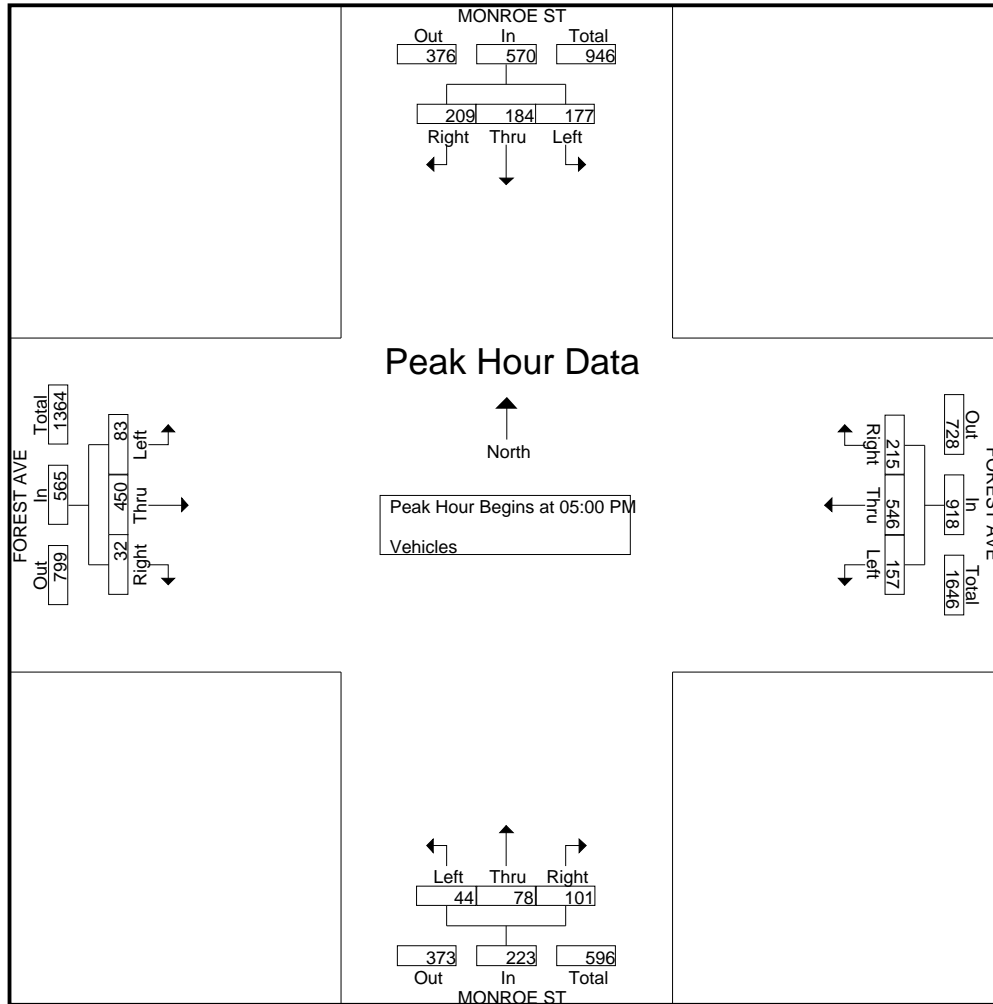 MONROE ST
Out In Total
376 570 946
209 184 177
Right Thru Left
Peak Hour Data
North
Peak Hour Begins at 05:00 PM
Vehicles
FOREST AVE
Out In Total
799 565 1364
32 450 83
Right Thru Left
FOREST AVE
Out In Total
728 918 1646
215 546 157
Right Thru Left
Left Thru Right
44 78 101
373 223 596
Out In Total
MONROE ST